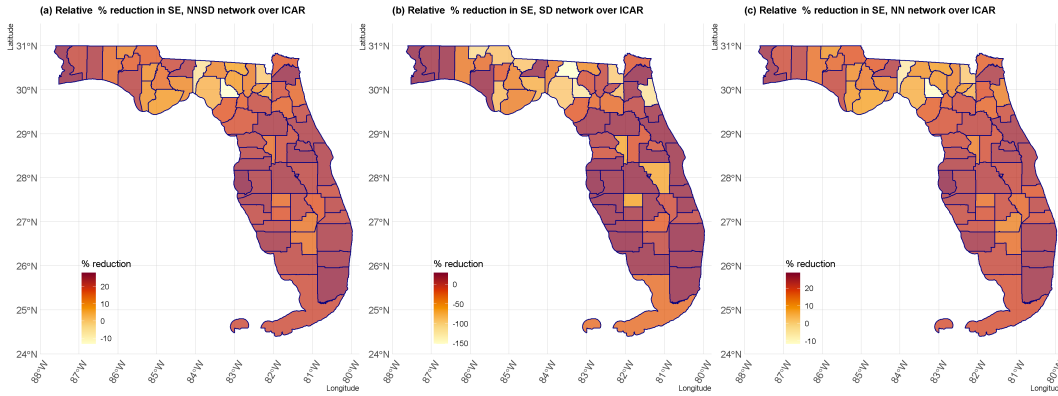 (a) Relative % reduction in SE, NNSD network over ICAR
Latitude
31°N
30°N
29°N
28°N
27°N
26°N
25°N
24°N
% reduction
20
10
0
-10
88°W
87°W
86°W
85°W
84°W
83°W
82°W
81°W
80°W
Longitude
(b) Relative % reduction in SE, SD network over ICAR
Latitude
31°N
30°N
29°N
28°N
27°N
26°N
25°N
24°N
% reduction
0
-50
-100
-150
88°W
87°W
86°W
85°W
84°W
83°W
82°W
81°W
80°W
Longitude
(c) Relative % reduction in SE, NN network over ICAR
Latitude
31°N
30°N
29°N
28°N
27°N
26°N
25°N
24°N
% reduction
20
10
0
-10
88°W
87°W
86°W
85°W
84°W
83°W
82°W
81°W
80°W
Longitude